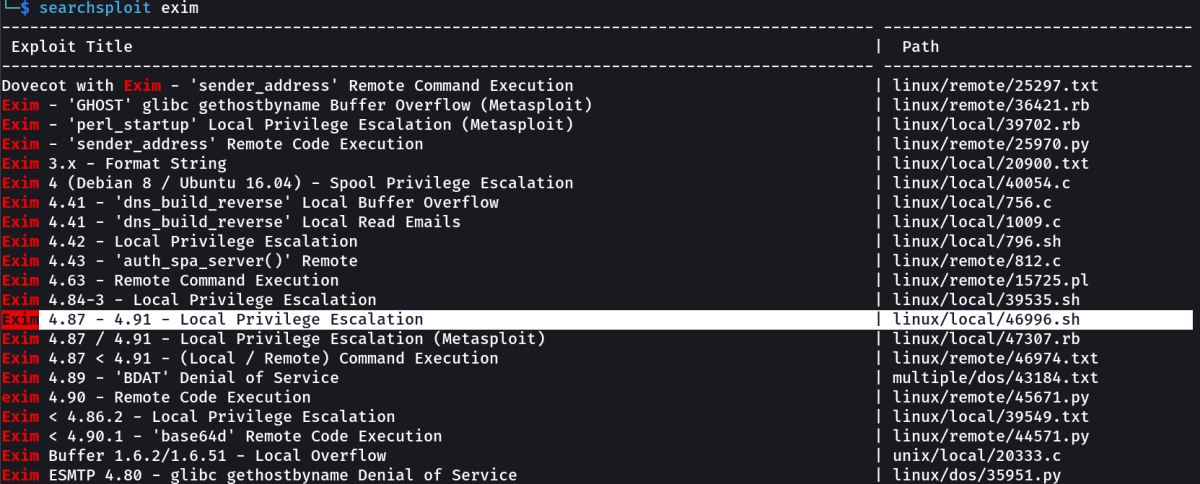 └─$ searchsploit exim
---------------------------------------------------------------------------------------------- ---------------------------------
 Exploit Title | Path
---------------------------------------------------------------------------------------------- ---------------------------------
Dovecot with Exim - 'sender_address' Remote Command Execution | linux/remote/25297.txt
Exim - 'GHOST' glibc gethostbyname Buffer Overflow (Metasploit) | linux/remote/36421.rb
Exim - 'perl_startup' Local Privilege Escalation (Metasploit) | linux/local/39702.rb
Exim - 'sender_address' Remote Code Execution | linux/remote/25970.py
Exim 3.x - Format String | linux/local/20900.txt
Exim 4 (Debian 8 / Ubuntu 16.04) - Spool Privilege Escalation | linux/local/40054.c
Exim 4.41 - 'dns_build_reverse' Local Buffer Overflow | linux/local/756.c
Exim 4.41 - 'dns_build_reverse' Local Read Emails | linux/local/1009.c
Exim 4.42 - Local Privilege Escalation | linux/local/796.sh
Exim 4.43 - 'auth_spa_server()' Remote | linux/remote/812.c
Exim 4.63 - Remote Command Execution | linux/remote/15725.pl
Exim 4.84-3 - Local Privilege Escalation | linux/local/39535.sh
Exim 4.87 - 4.91 - Local Privilege Escalation | linux/local/46996.sh
Exim 4.87 / 4.91 - Local Privilege Escalation (Metasploit) | linux/local/47307.rb
Exim 4.87 < 4.91 - (Local / Remote) Command Execution | linux/remote/46974.txt
Exim 4.89 - 'BDAT' Denial of Service | multiple/dos/43184.txt
exim 4.90 - Remote Code Execution | linux/remote/45671.py
Exim < 4.86.2 - Local Privilege Escalation | linux/local/39549.txt
Exim < 4.90.1 - 'base64d' Remote Code Execution | linux/remote/44571.py
Exim Buffer 1.6.2/1.6.51 - Local Overflow | unix/local/20333.c
Exim ESMTP 4.80 - glibc gethostbyname Denial of Service | linux/dos/35951.py